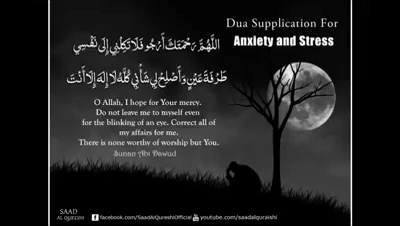 Dua Supplication For
Anxiety and Stress
اللَّهُمَّ رَحْمَتَكَ أَرْجُو فَلَا تَكِلْنِي إِلَى نَفْسِي
طَرْفَةَ عَيْنٍ وَأَصْلِحْ لِي شَأْنِي كُلَّهُ لَا إِلَهَ إِلَّا أَنْتَ
O Allah, I hope for Your mercy.
Do not leave me to myself even
for the blinking of an eye. Correct all of
my affairs for me.
There is none worthy of worship but You.
Sunan Abi Dawud
SAAD
AL QUREISHI
facebook.com/SaadAlQureishiOfficial youtube.com/saadalquraishi